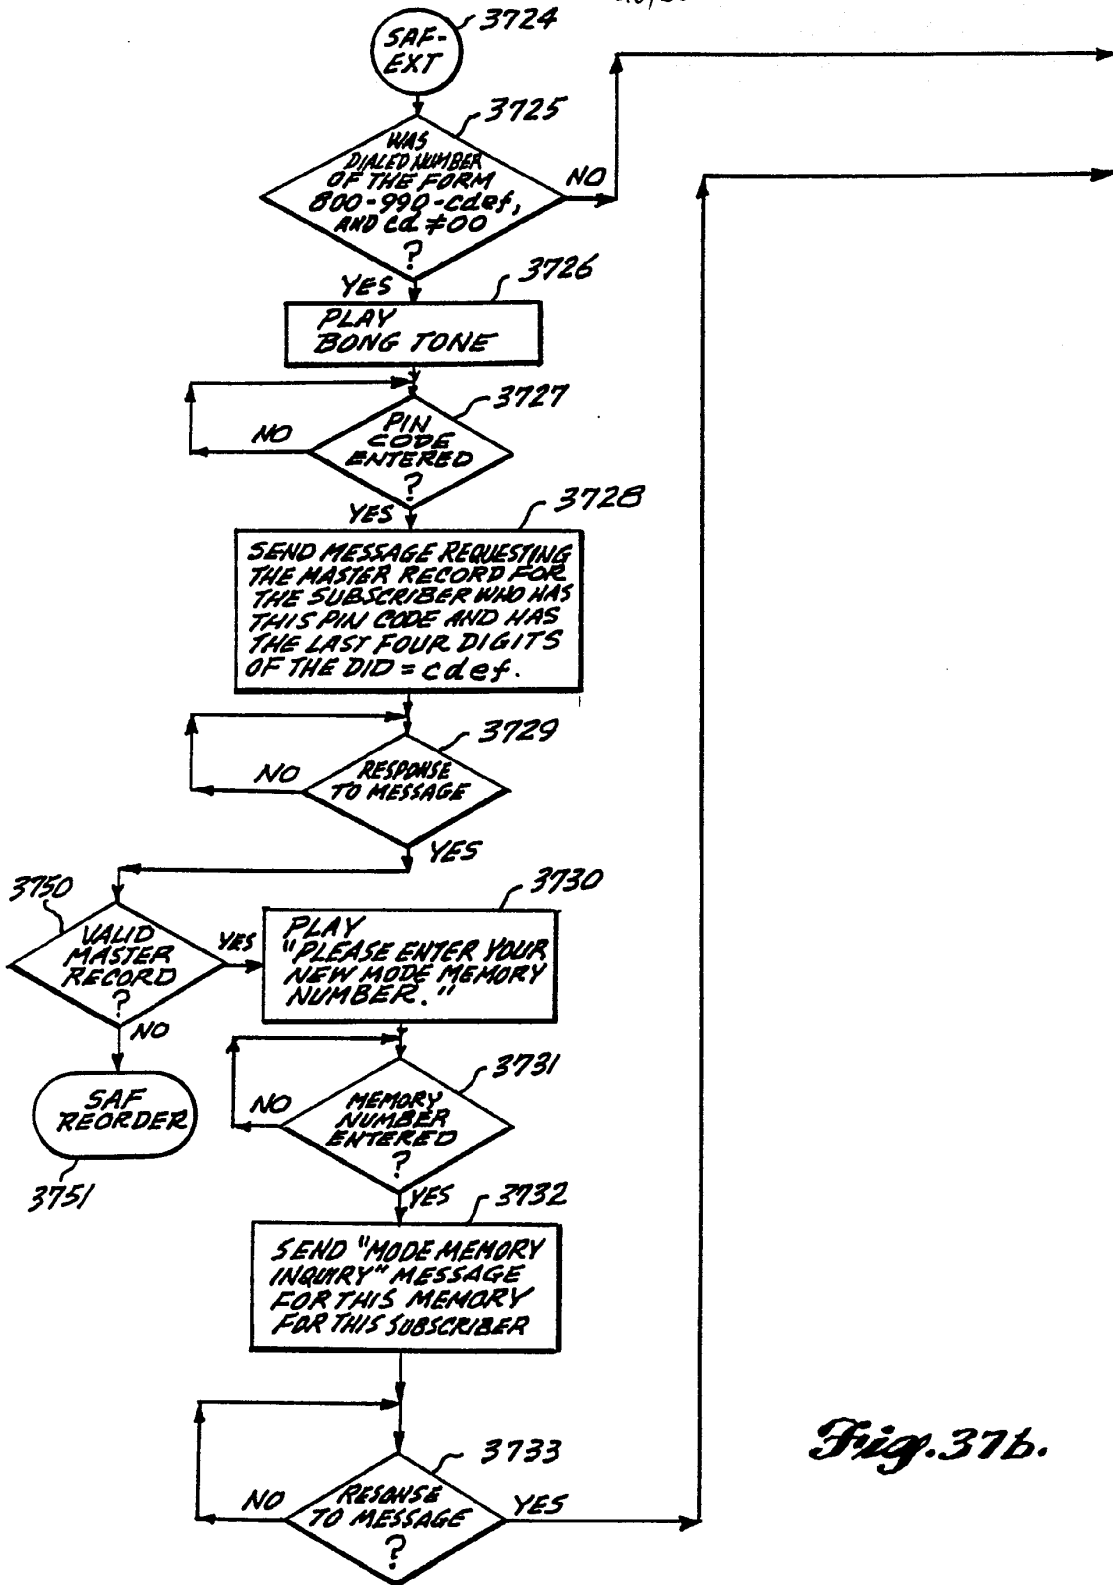 3724
SAF-
EXT
3725
WAS
DIALED NUMBER
OF THE FORM
800-990-cdef,
AND cd ≠ 00
?
NO
YES
3726
PLAY
BONG TONE
3727
PIN
CODE
ENTERED
?
NO
YES
3728
SEND MESSAGE REQUESTING
THE MASTER RECORD FOR
THE SUBSCRIBER WHO HAS
THIS PIN CODE AND HAS
THE LAST FOUR DIGITS
OF THE DID = cdef.
3729
RESPONSE
TO MESSAGE
NO
YES
3750
VALID
MASTER
RECORD
?
YES
NO
SAF
REORDER
3751
3730
PLAY
"PLEASE ENTER YOUR
NEW MODE MEMORY
NUMBER."
3731
MEMORY
NUMBER
ENTERED
?
NO
YES
3732
SEND "MODE MEMORY
INQUIRY" MESSAGE
FOR THIS MEMORY
FOR THIS SUBSCRIBER
3733
RESONSE
TO MESSAGE
?
NO
YES
Fig. 37b.